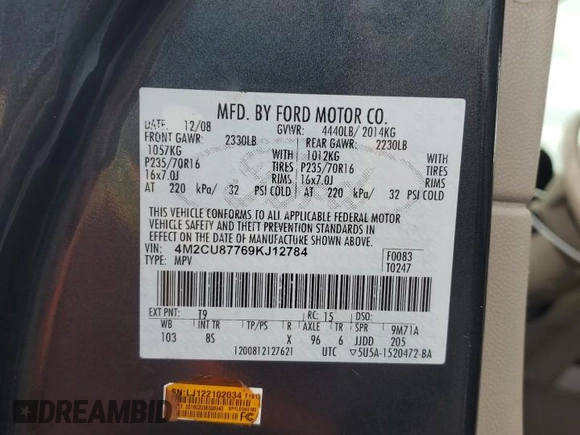 MFD. BY FORD MOTOR CO.
DATE: 12/08 GVWR: 4440LB/ 2014KG
FRONT GAWR: 2330LB REAR GAWR: 2230LB
1057KG WITH 1012KG WITH
P235/70R16 TIRES P235/70R16 TIRES
16x7.0J RIMS 16x7.0J RIMS
AT 220 kPa/ 32 PSI COLD AT 220 kPa/ 32 PSI COLD
THIS VEHICLE CONFORMS TO ALL APPLICABLE FEDERAL MOTOR
VEHICLE SAFETY AND THEFT PREVENTION STANDARDS IN
EFFECT ON THE DATE OF MANUFACTURE SHOWN ABOVE.
VIN: 4M2CU87769KJ12784 F0083
TYPE: MPV T0247
EXT PNT: T9 RC: 15 DSO:
WB INT TR TP/PS R AXLE TR SPR 9M71A
103 8S X 96 6 JJDD 205
1200812127621 UTC ▽5U5A-1520472-BA
SN:LJ122102034
DREAMBID